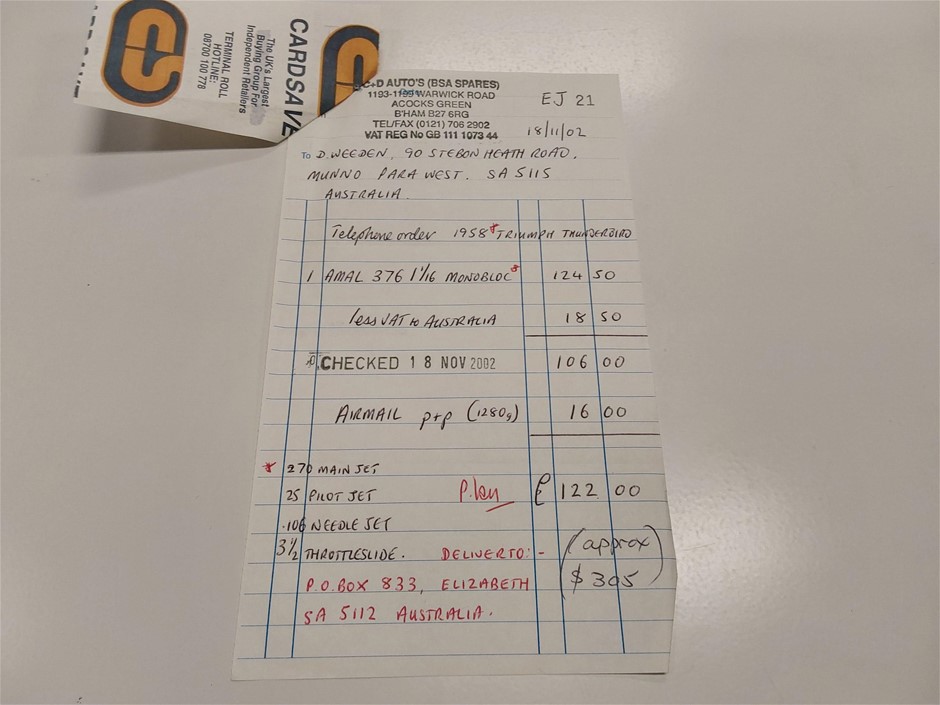 CARDSAVE
The UK's Largest
Buying Group For
Independent Retailers
TERMINAL ROLL
HOTLINE:
08700 100 778
C+D AUTO'S (BSA SPARES)
1193-1199 WARWICK ROAD
ACOCKS GREEN
B'HAM B27 6RG
TEL/FAX (0121) 706 2902
VAT REG No GB 111 1073 44
EJ 21
18/11/02
To D. WEEDEN, 90 STEBONHEATH ROAD,
MUNNO PARA WEST. SA 5115
AUSTRALIA.
Telephone order 1958 * TRIUMPH THUNDERBIRD
1 AMAL 376 1 1/16 MONOBLOC * 124 50
less VAT to AUSTRALIA 18 50
CHECKED 18 NOV 2002 106 00
AIRMAIL p+p (1280g) 16 00
* 270 MAIN JET
25 PILOT JET £ 122 00
.106 NEEDLE JET
3½ THROTTLESLIDE. DELIVER TO:- (approx
P.O. BOX 833, ELIZABETH $305)
SA 5112 AUSTRALIA.